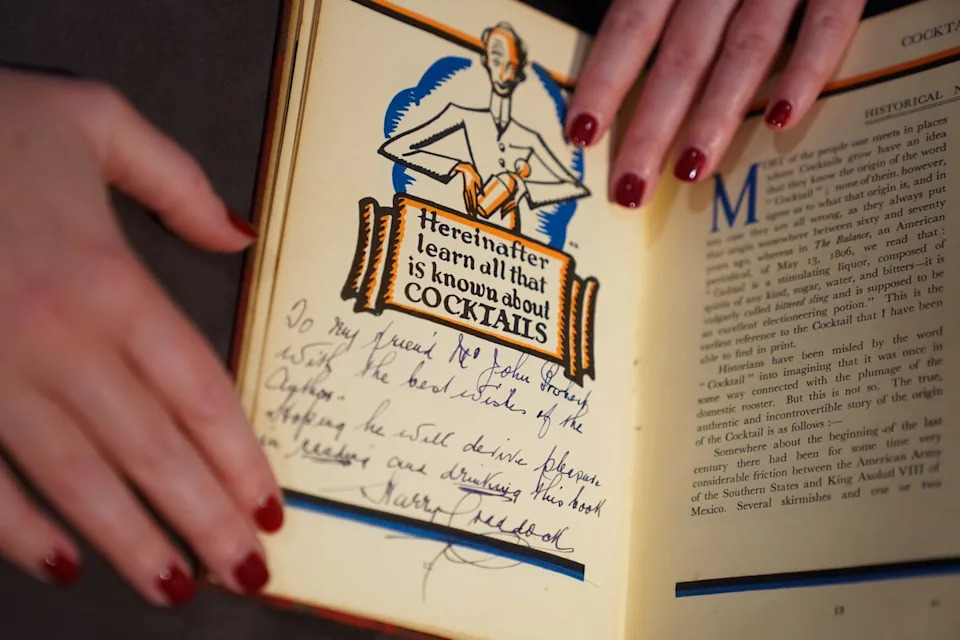 Hereinafter
learn all that
is known about
COCKTAILS
To my friend Mr John
with the best wishes of the
Author.
Hoping he will derive pleasure
in reading and drinking this book
Harry Craddock
COCKTA
HISTORICAL N
MOST of the people one meets in places
whose Cocktails grow have an idea
that they know the origin of the word
"Cocktail"; none of them, however,
agree as to what that origin is, and in
any case they are all wrong, as they always put
that origin somewhere between sixty and seventy
years ago, whereas in The Balance, an American
periodical, of May 13, 1806, we read that:
"Cocktail is a stimulating liquor, composed of
spirits of any kind, sugar, water, and bitters—it is
vulgarly called bittered sling and is supposed to be
an excellent electioneering potion." This is the
earliest reference to the Cocktail that I have been
able to find in print.
Historians have been misled by the word
"Cocktail" into imagining that it was once in
some way connected with the plumage of the
domestic rooster. But this is not so. The true,
authentic and incontrovertible story of the origin
of the Cocktail is as follows:—
Somewhere about the beginning of the last
century there had been for some time very
considerable friction between the American Army
of the Southern States and King Axolotl VIII of
Mexico. Several skirmishes and one or two